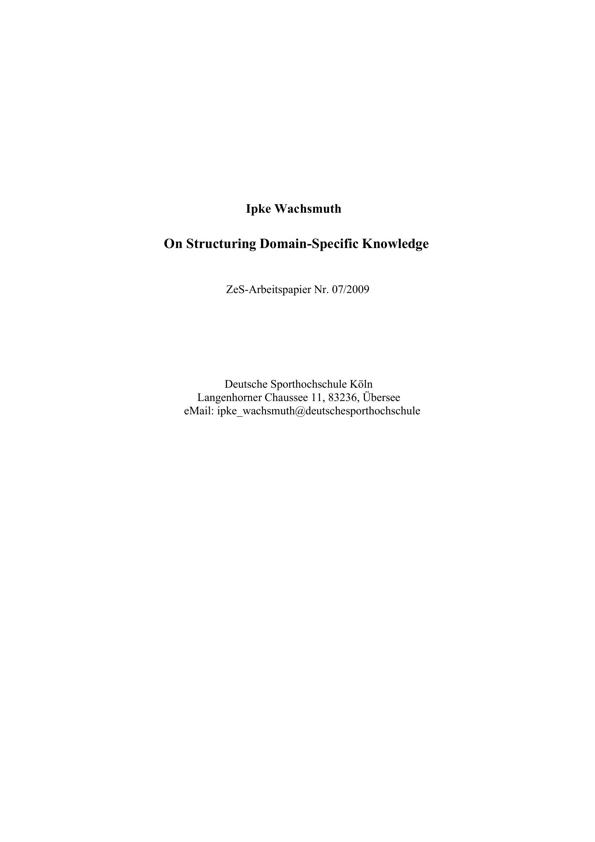 Ipke Wachsmuth
On Structuring Domain-Specific Knowledge
ZeS-Arbeitspapier Nr. 07/2009
Deutsche Sporthochschule Köln
Langenhorner Chaussee 11, 83236, Übersee
eMail: ipke_wachsmuth@deutschesporthochschule